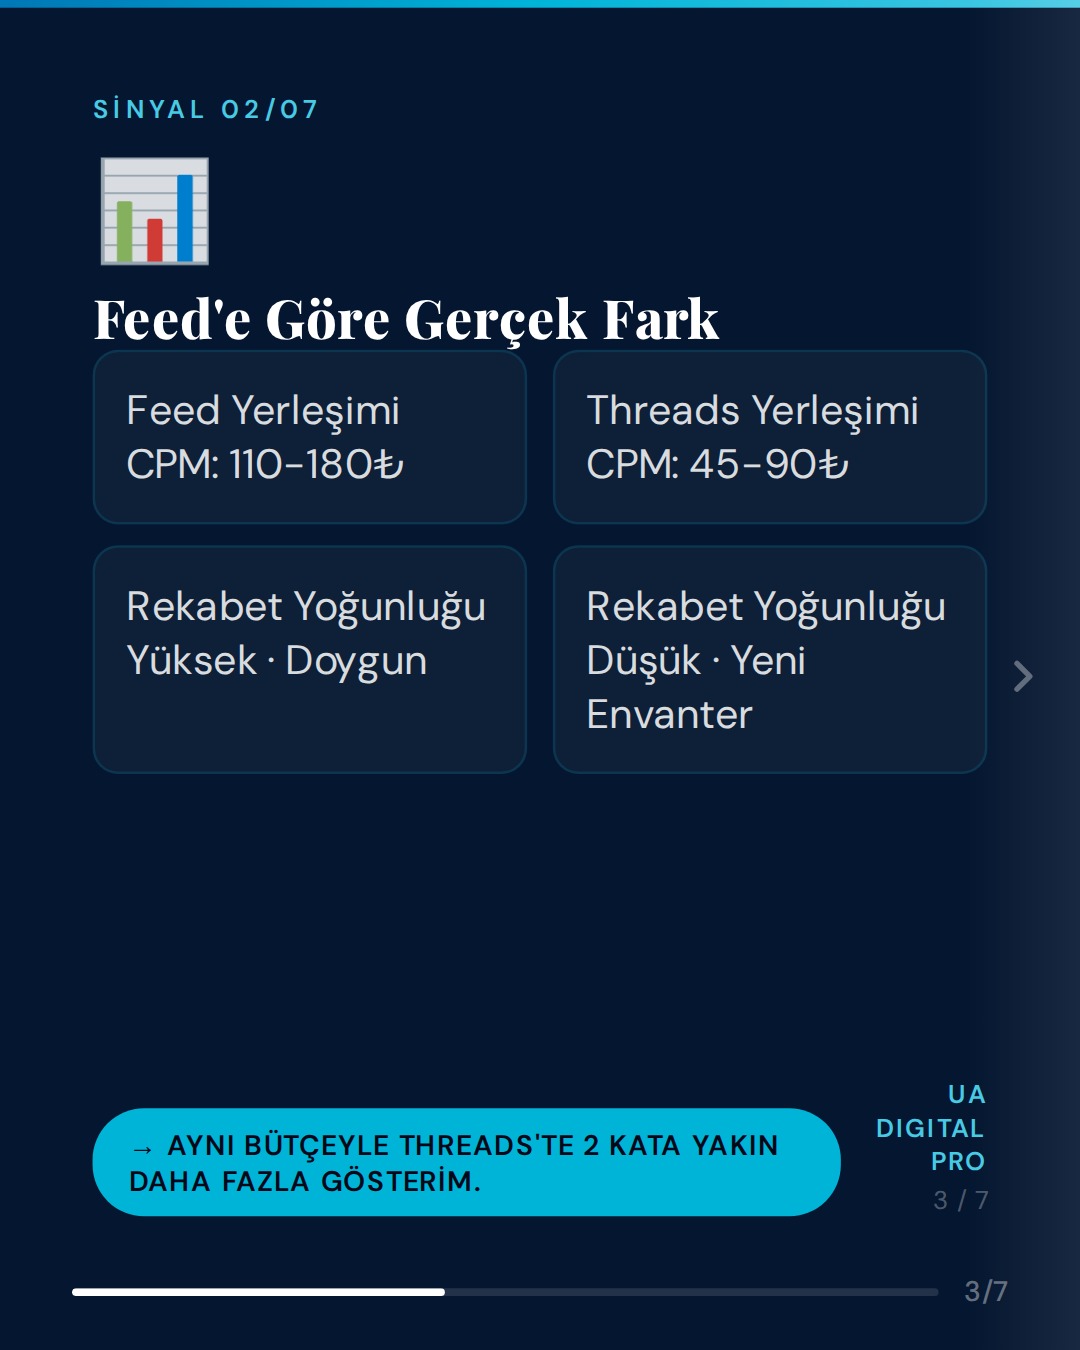 SİNYAL 02/07
Feed'e Göre Gerçek Fark
Feed Yerleşimi
CPM: 110-180₺
Threads Yerleşimi
CPM: 45-90₺
Rekabet Yoğunluğu
Yüksek · Doygun
Rekabet Yoğunluğu
Düşük · Yeni
Envanter
→ AYNI BÜTÇEYLE THREADS'TE 2 KATA YAKIN
DAHA FAZLA GÖSTERİM.
UA
DIGITAL
PRO
3 / 7
3/7